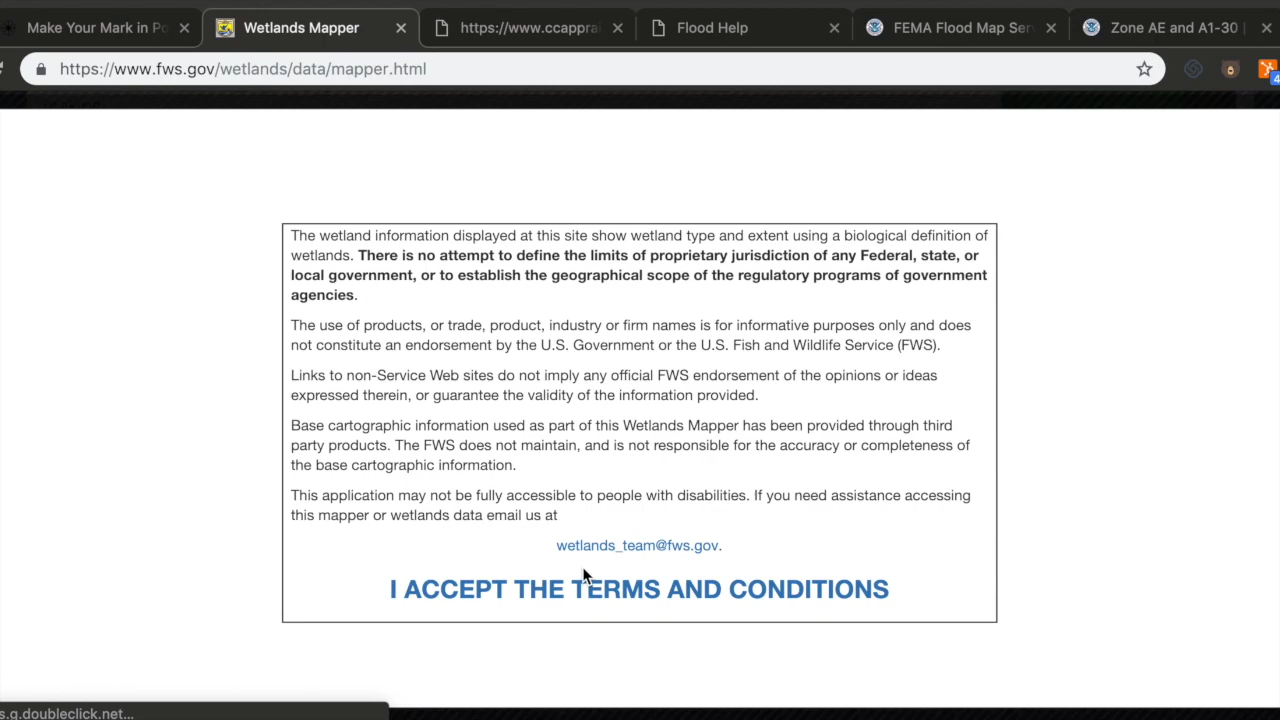 Make Your Mark in Po
Wetlands Mapper
https://www.ccapprai
Flood Help
FEMA Flood Map Ser
Zone AE and A1-30
https://www.fws.gov/wetlands/data/mapper.html
4
The wetland information displayed at this site show wetland type and extent using a biological definition of
wetlands. There is no attempt to define the limits of proprietary jurisdiction of any Federal, state, or
local government, or to establish the geographical scope of the regulatory programs of government
agencies.
The use of products, or trade, product, industry or firm names is for informative purposes only and does
not constitute an endorsement by the U.S. Government or the U.S. Fish and Wildlife Service (FWS).
Links to non-Service Web sites do not imply any official FWS endorsement of the opinions or ideas
expressed therein, or guarantee the validity of the information provided.
Base cartographic information used as part of this Wetlands Mapper has been provided through third
party products. The FWS does not maintain, and is not responsible for the accuracy or completeness of
the base cartographic information.
This application may not be fully accessible to people with disabilities. If you need assistance accessing
this mapper or wetlands data email us at
wetlands_team@fws.gov.
I ACCEPT THE TERMS AND CONDITIONS
s.g.doubleclick.net...